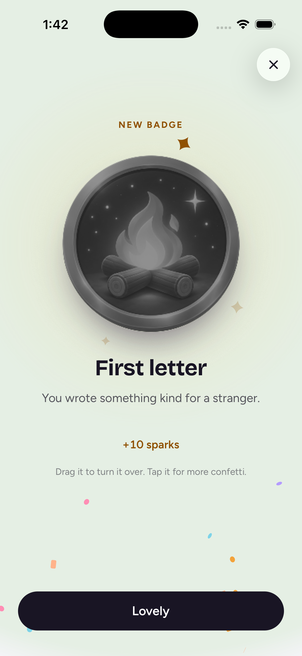 1:42
NEW BADGE
First letter
You wrote something kind for a stranger.
+10 sparks
Drag it to turn it over. Tap it for more confetti.
Lovely